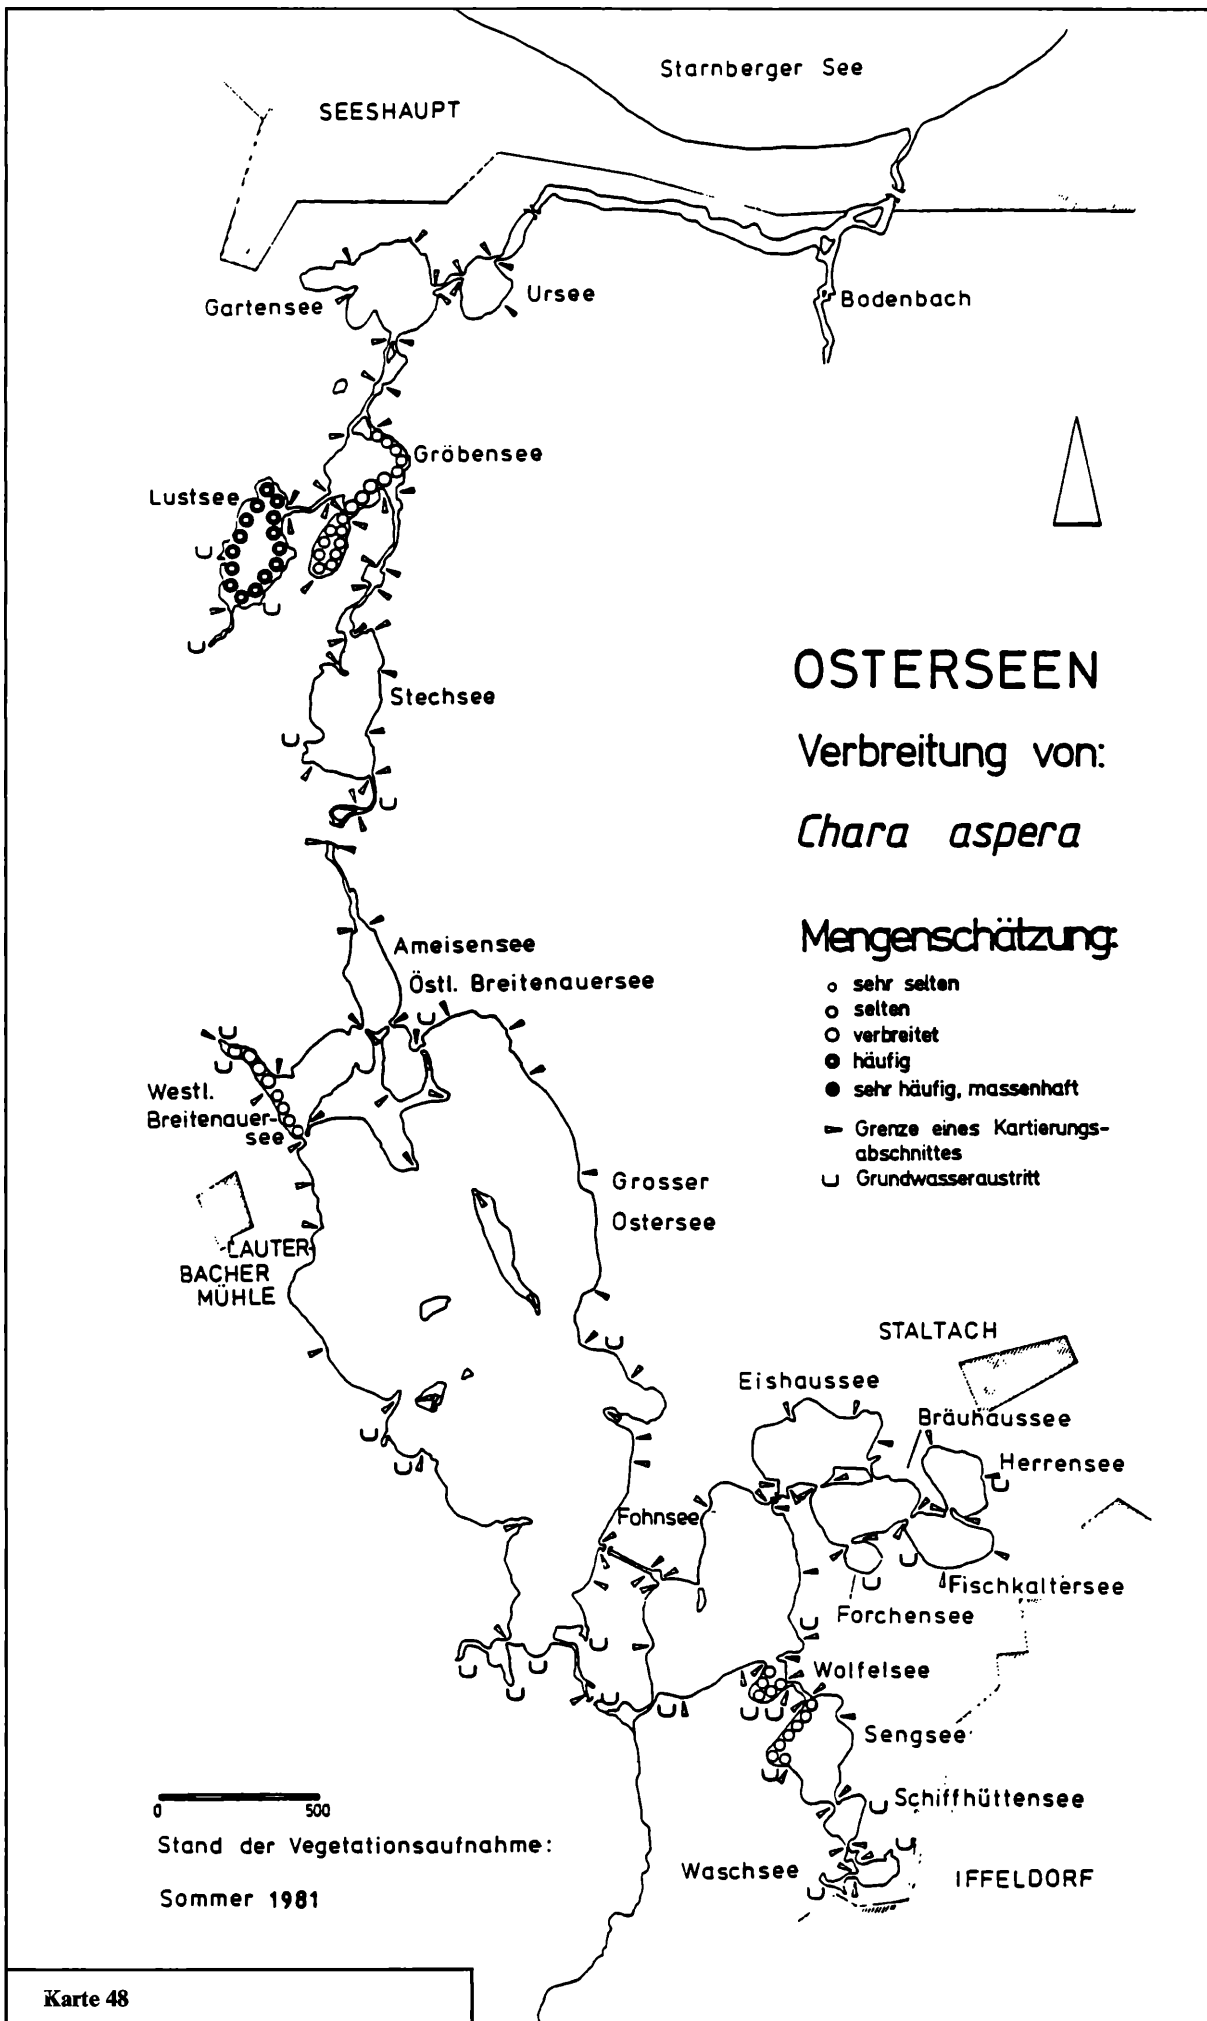 Starnberger See
SEESHAUPT
Gartensee
Ursee
Bodenbach
Gröbensee
Lustsee
Stechsee
OSTERSEEN
Verbreitung von:
Chara aspera
Mengenschätzung:
sehr selten
selten
verbreitet
häufig
sehr häufig, massenhaft
Grenze eines Kartierungs-
abschnittes
Grundwasseraustritt
Ameisensee
Östl. Breitenauersee
Westl.
Breitenauer-
see
Grosser
Ostersee
LAUTER-
BACHER
MÜHLE
STALTACH
Eishaussee
Bräuhaussee
Herrensee
Fohnsee
Fischkaltersee
Forchensee
Wolfelsee
Sengsee
Schiffhüttensee
Waschsee
IFFELDORF
0 500
Stand der Vegetationsaufnahme:
Sommer 1981
Karte 48